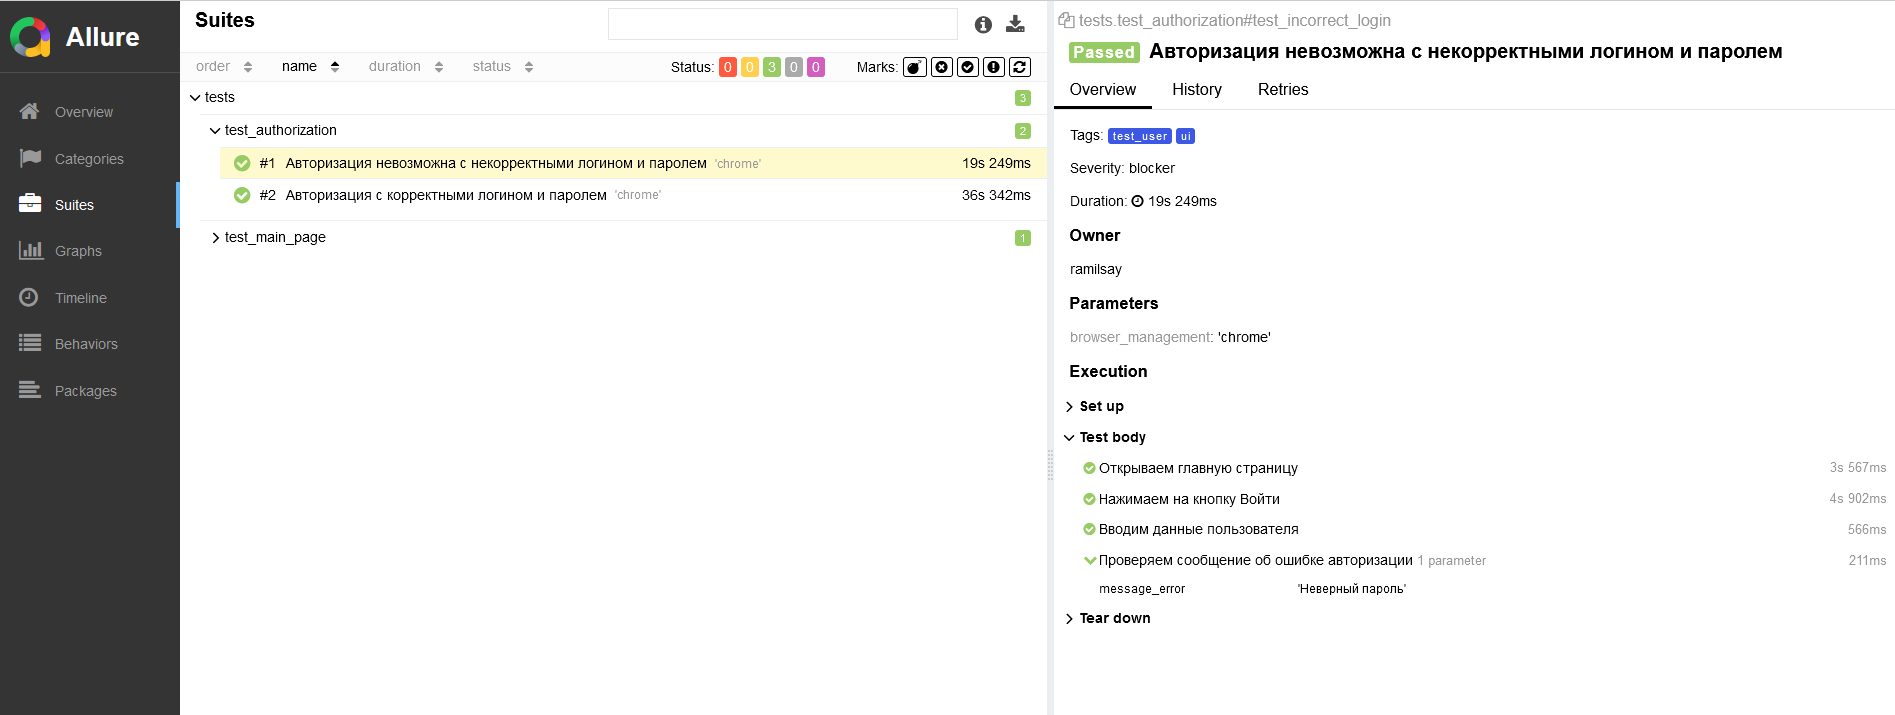 Allure
Overview
Categories
Suites
Graphs
Timeline
Behaviors
Packages
Suites
order name duration status Status: 0 0 3 0 0 Marks:
tests 3
test_authorization 2
#1 Авторизация невозможна с некорректными логином и паролем 'chrome' 19s 249ms
#2 Авторизация с корректными логином и паролем 'chrome' 36s 342ms
test_main_page 1
tests.test_authorization#test_incorrect_login
Passed Авторизация невозможна с некорректными логином и паролем
Overview History Retries
Tags: test_user ui
Severity: blocker
Duration: 19s 249ms
Owner
ramilsay
Parameters
browser_management: 'chrome'
Execution
Set up
Test body
Открываем главную страницу 3s 567ms
Нажимаем на кнопку Войти 4s 902ms
Вводим данные пользователя 566ms
Проверяем сообщение об ошибке авторизации 1 parameter 211ms
message_error 'Неверный пароль'
Tear down